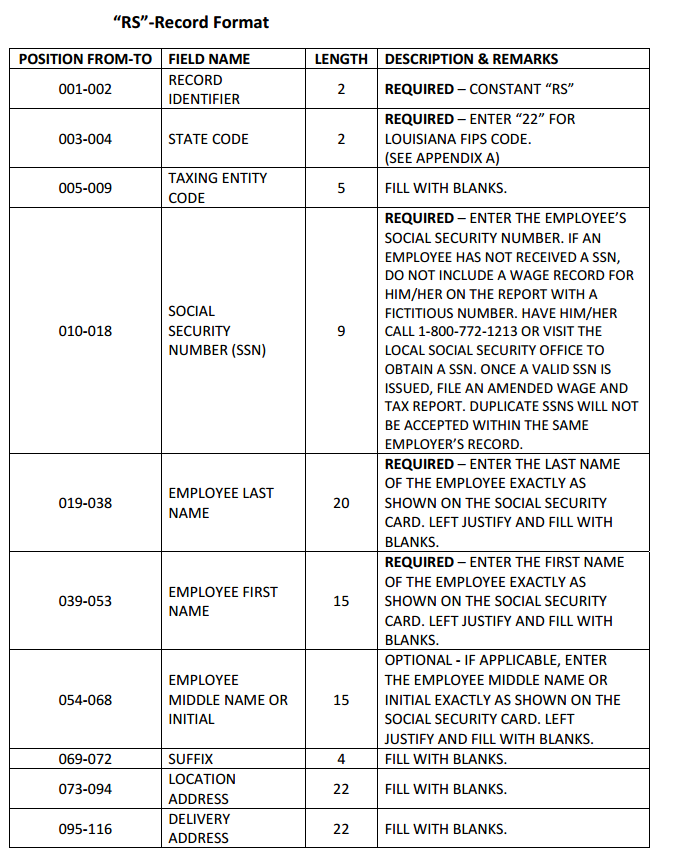 “RS”-Record Format
POSITION FROM-TO FIELD NAME LENGTH DESCRIPTION & REMARKS
001-002 RECORD IDENTIFIER 2 REQUIRED – CONSTANT “RS”
003-004 STATE CODE 2 REQUIRED – ENTER “22” FOR
LOUISIANA FIPS CODE.
(SEE APPENDIX A)
005-009 TAXING ENTITY CODE 5 FILL WITH BLANKS.
010-018 SOCIAL SECURITY NUMBER (SSN) 9 REQUIRED – ENTER THE EMPLOYEE’S
SOCIAL SECURITY NUMBER. IF AN
EMPLOYEE HAS NOT RECEIVED A SSN,
DO NOT INCLUDE A WAGE RECORD FOR
HIM/HER ON THE REPORT WITH A
FICTITIOUS NUMBER. HAVE HIM/HER
CALL 1-800-772-1213 OR VISIT THE
LOCAL SOCIAL SECURITY OFFICE TO
OBTAIN A SSN. ONCE A VALID SSN IS
ISSUED, FILE AN AMENDED WAGE AND
TAX REPORT. DUPLICATE SSNS WILL NOT
BE ACCEPTED WITHIN THE SAME
EMPLOYER’S RECORD.
019-038 EMPLOYEE LAST NAME 20 REQUIRED – ENTER THE LAST NAME
OF THE EMPLOYEE EXACTLY AS
SHOWN ON THE SOCIAL SECURITY
CARD. LEFT JUSTIFY AND FILL WITH
BLANKS.
039-053 EMPLOYEE FIRST NAME 15 REQUIRED – ENTER THE FIRST NAME
OF THE EMPLOYEE EXACTLY AS
SHOWN ON THE SOCIAL SECURITY
CARD. LEFT JUSTIFY AND FILL WITH
BLANKS.
054-068 EMPLOYEE MIDDLE NAME OR INITIAL 15 OPTIONAL - IF APPLICABLE, ENTER
THE EMPLOYEE MIDDLE NAME OR
INITIAL EXACTLY AS SHOWN ON THE
SOCIAL SECURITY CARD. LEFT
JUSTIFY AND FILL WITH BLANKS.
069-072 SUFFIX 4 FILL WITH BLANKS.
073-094 LOCATION ADDRESS 22 FILL WITH BLANKS.
095-116 DELIVERY ADDRESS 22 FILL WITH BLANKS.